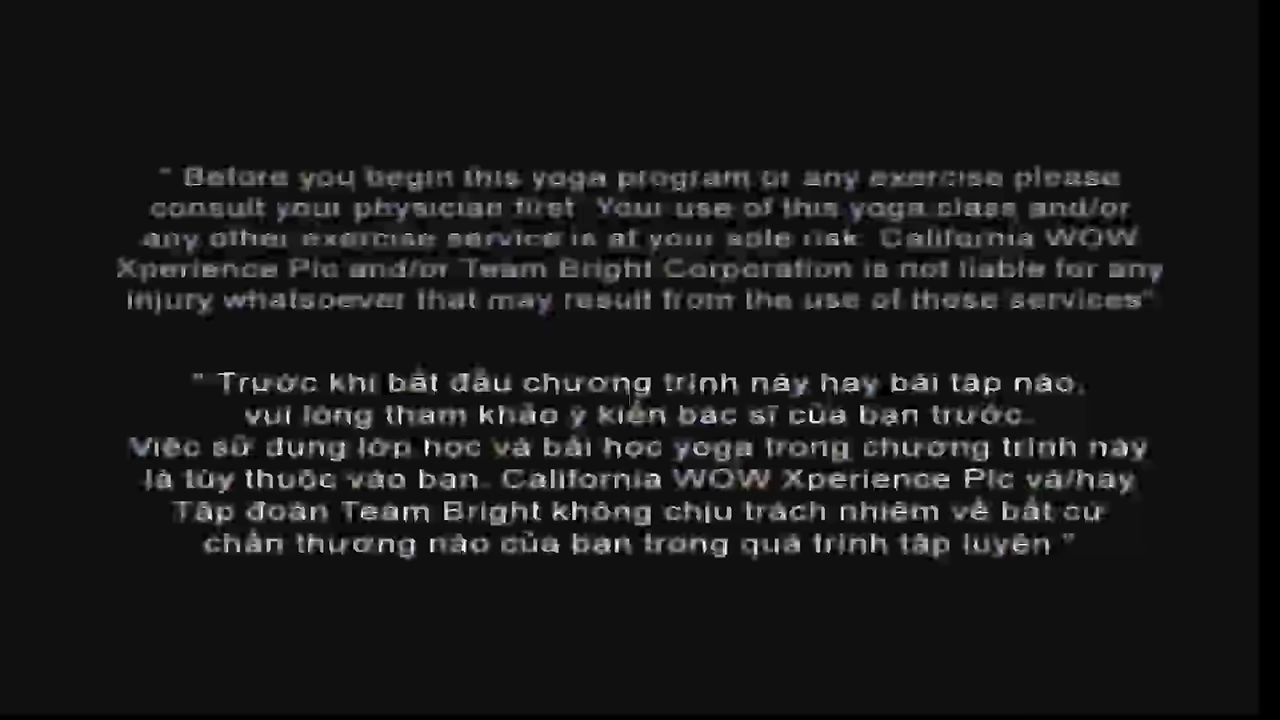 " Before you begin this yoga program or any exercise please
consult your physician first. Your use of this yoga class and/or
any other exercise service is at your sole risk. California WOW
Xperience Plc and/or Team Bright Corporation is not liable for any
injury whatsoever that may result from the use of these services"
" Trước khi bắt đầu chương trình này hay bài tập nào,
vui lòng tham khảo ý kiến bác sĩ của bạn trước.
Việc sử dụng lớp học và bài học yoga trong chương trình này
là tùy thuộc vào bạn. California WOW Xperience Plc và/hay
Tập đoàn Team Bright không chịu trách nhiệm về bất cứ
chấn thương nào của bạn trong quá trình tập luyện "